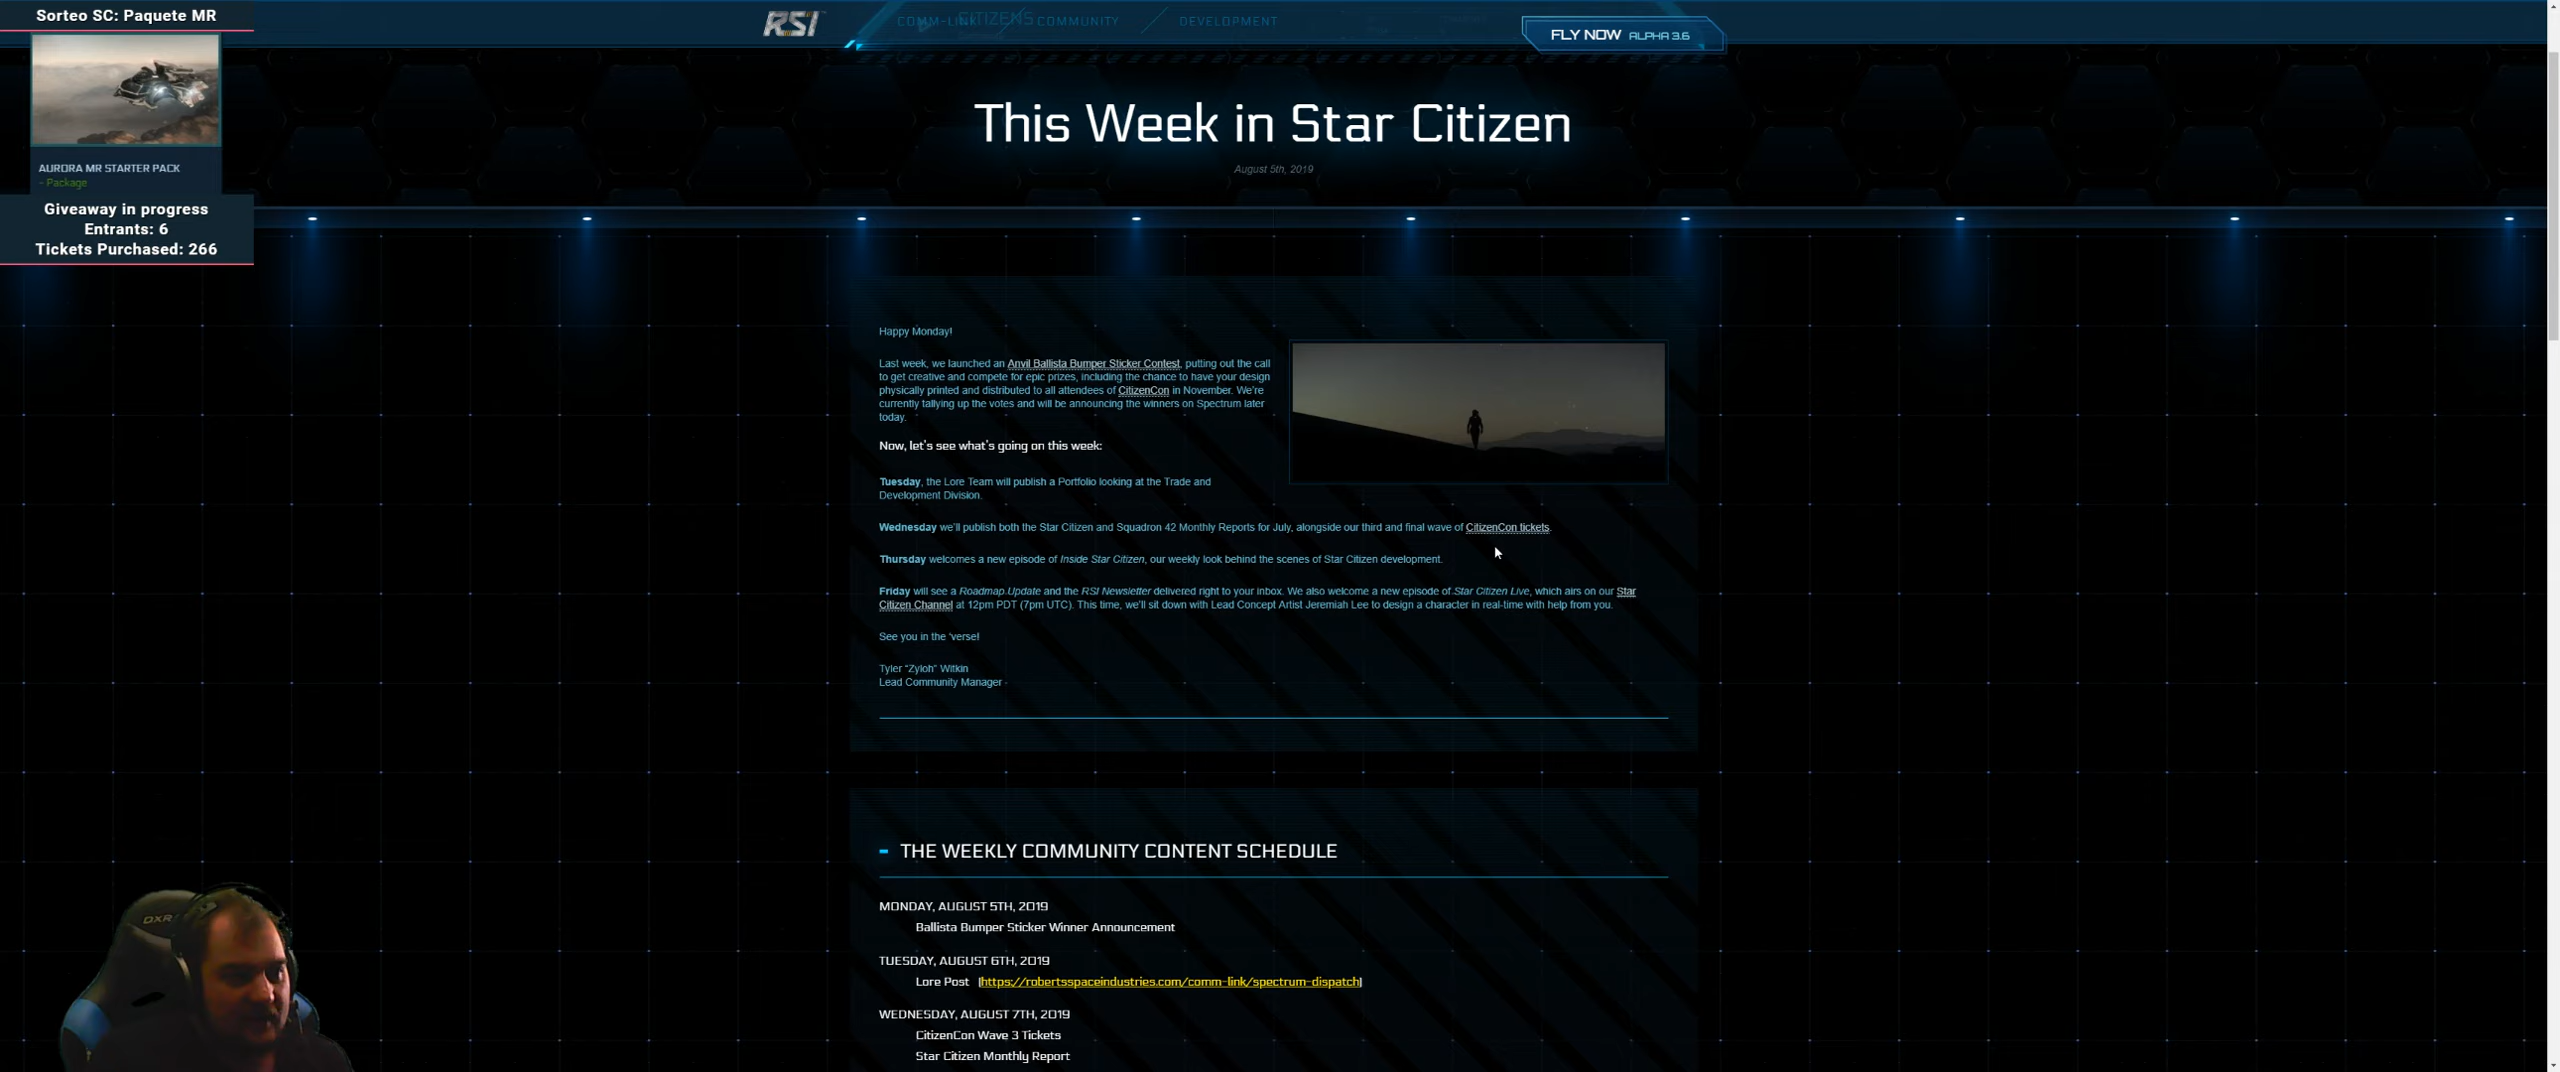 Sorteo SC: Paquete MR
AURORA MR STARTER PACK
- Package
Giveaway in progress
Entrants: 6
Tickets Purchased: 266
RSI
CITIZENS
COMMUNITY
DEVELOPMENT
FLY NOW ALPHA 3.6
This Week in Star Citizen
August 5th, 2019
Happy Monday!
Last week, we launched an Anvil Ballista Bumper Sticker Contest, putting out the call
to get creative and compete for epic prizes, including the chance to have your design
physically printed and distributed to all attendees of CitizenCon in November. We're
currently tallying up the votes and will be announcing the winners on Spectrum later
today.
Now, let's see what's going on this week:
Tuesday, the Lore Team will publish a Portfolio looking at the Trade and
Development Division.
Wednesday we'll publish both the Star Citizen and Squadron 42 Monthly Reports for July, alongside our third and final wave of CitizenCon tickets.
Thursday welcomes a new episode of Inside Star Citizen, our weekly look behind the scenes of Star Citizen development.
Friday will see a Roadmap Update and the RSI Newsletter delivered right to your inbox. We also welcome a new episode of Star Citizen Live, which airs on our Star
Citizen Channel at 12pm PDT (7pm UTC). This time, we'll sit down with Lead Concept Artist Jeremiah Lee to design a character in real-time with help from you.
See you in the 'verse!
Tyler "Zyloh" Witkin
Lead Community Manager
THE WEEKLY COMMUNITY CONTENT SCHEDULE
MONDAY, AUGUST 5TH, 2019
Ballista Bumper Sticker Winner Announcement
TUESDAY, AUGUST 6TH, 2019
Lore Post [https://robertsspaceindustries.com/comm-link/spectrum-dispatch]
WEDNESDAY, AUGUST 7TH, 2019
CitizenCon Wave 3 Tickets
Star Citizen Monthly Report